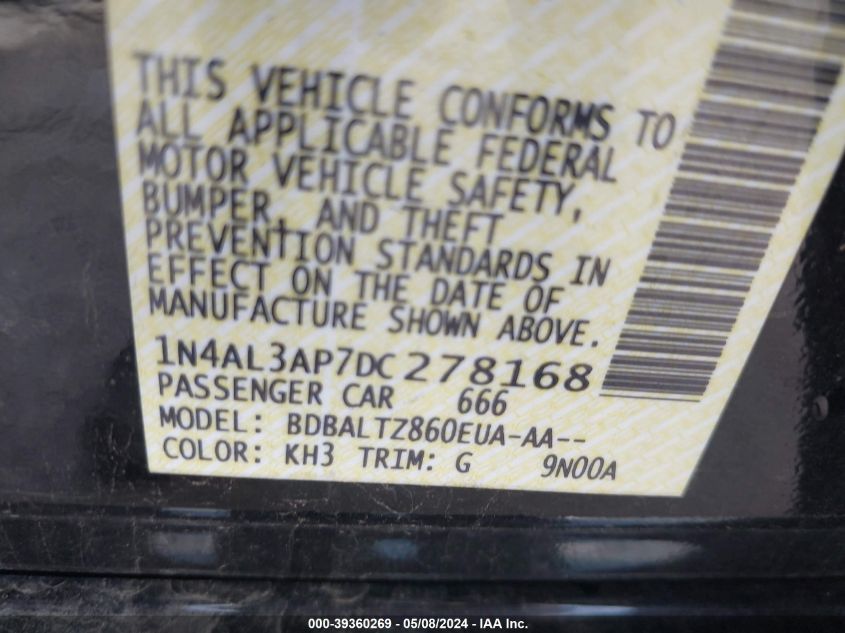 THIS VEHICLE CONFORMS TO
ALL APPLICABLE FEDERAL
MOTOR VEHICLE SAFETY,
BUMPER, AND THEFT
PREVENTION STANDARDS IN
EFFECT ON THE DATE OF
MANUFACTURE SHOWN ABOVE.
1N4AL3AP7DC278168
PASSENGER CAR 666
MODEL: BDBALTZ860EUA-AA--
COLOR: KH3 TRIM: G 9N00A
000-39360269 - 05/08/2024 - IAA Inc.